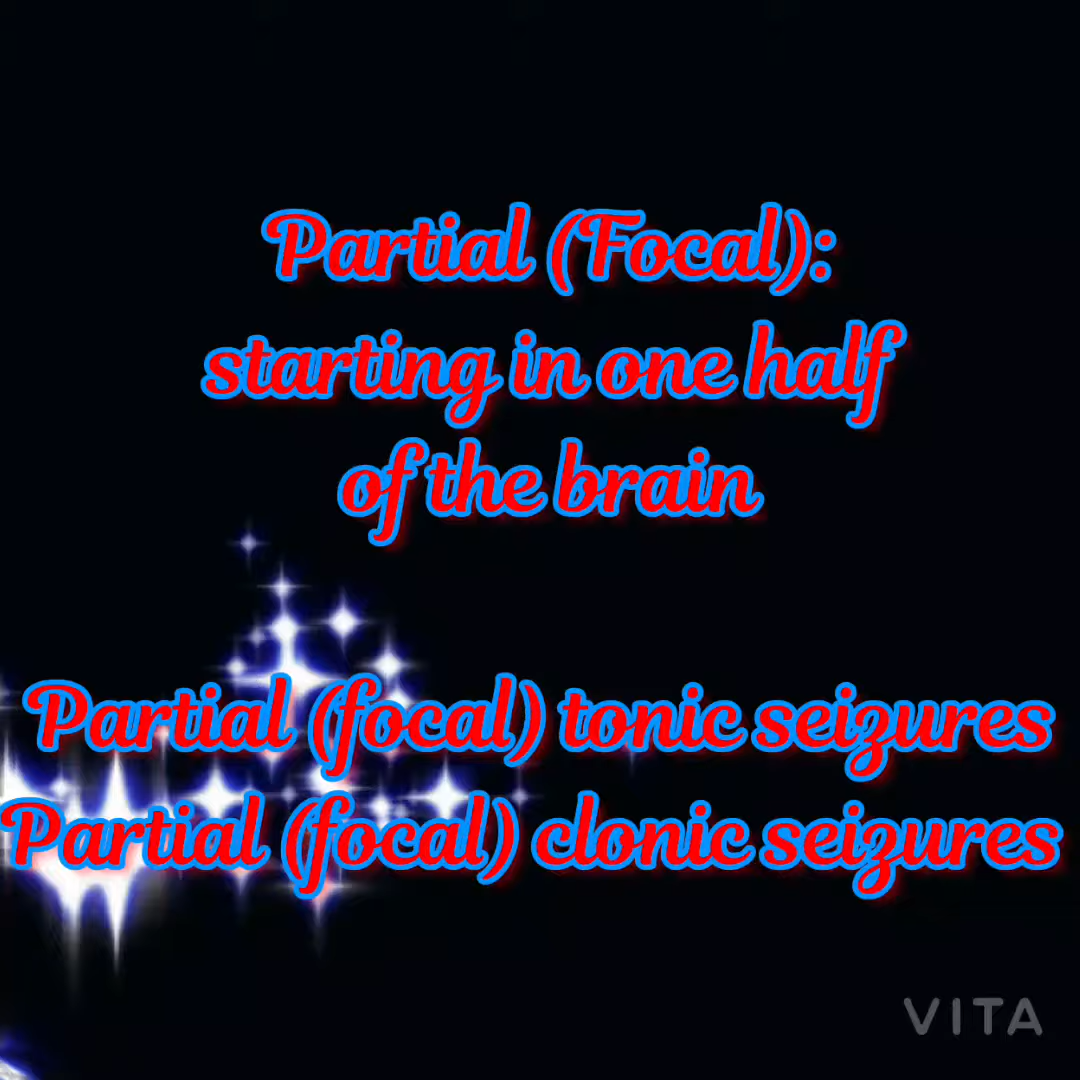 Partial (Focal):
starting in one half
of the brain
Partial (focal) tonic seizures
Partial (focal) clonic seizures
VITA